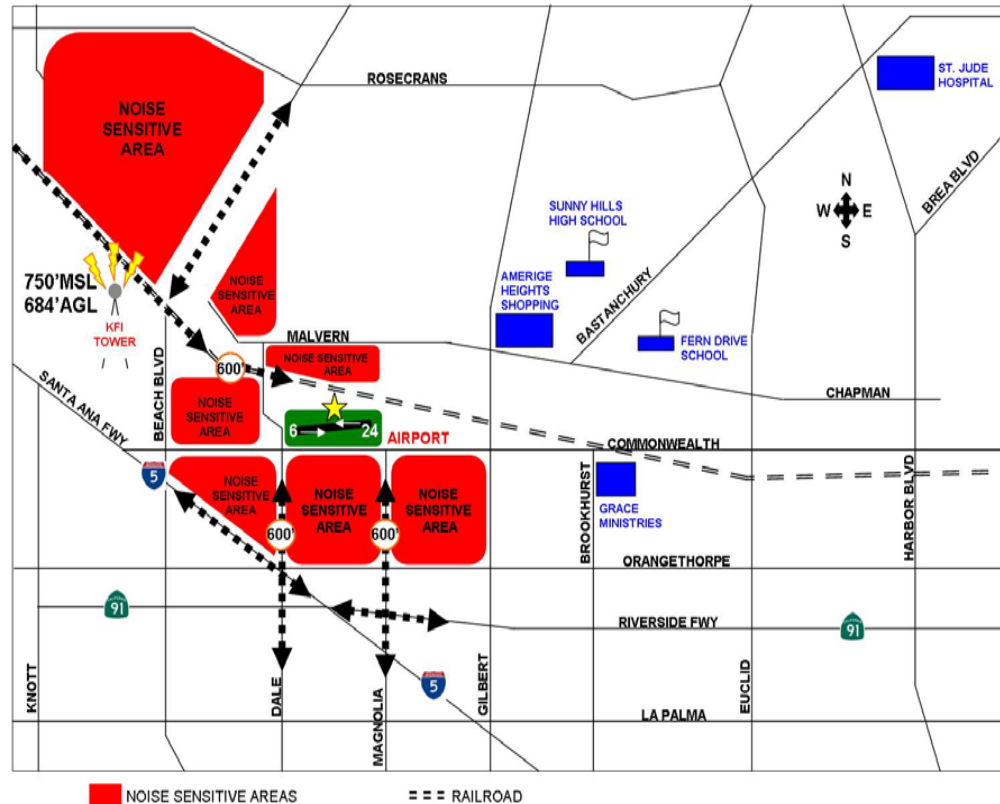 ROSECRANS
ST. JUDE
HOSPITAL
NOISE
SENSITIVE
AREA
BREA BLVD
N
W E
S
SUNNY HILLS
HIGH SCHOOL
750'MSL
684'AGL
KFI
TOWER
NOISE
SENSITIVE
AREA
AMERIGE
HEIGHTS
SHOPPING
BASTANCHURY
MALVERN
FERN DRIVE
SCHOOL
NOISE SENSITIVE
AREA
600'
SANTA ANA FWY
BEACH BLVD
CHAPMAN
NOISE
SENSITIVE
AREA
6 24
AIRPORT
COMMONWEALTH
5
NOISE
SENSITIVE
AREA
NOISE
SENSITIVE
AREA
NOISE
SENSITIVE
AREA
BROOKHURST
GRACE
MINISTRIES
HARBOR BLVD
600'
600'
ORANGETHORPE
91
RIVERSIDE FWY
91
KNOTT
DALE
MAGNOLIA
5
GILBERT
EUCLID
LA PALMA
NOISE SENSITIVE AREAS
RAILROAD